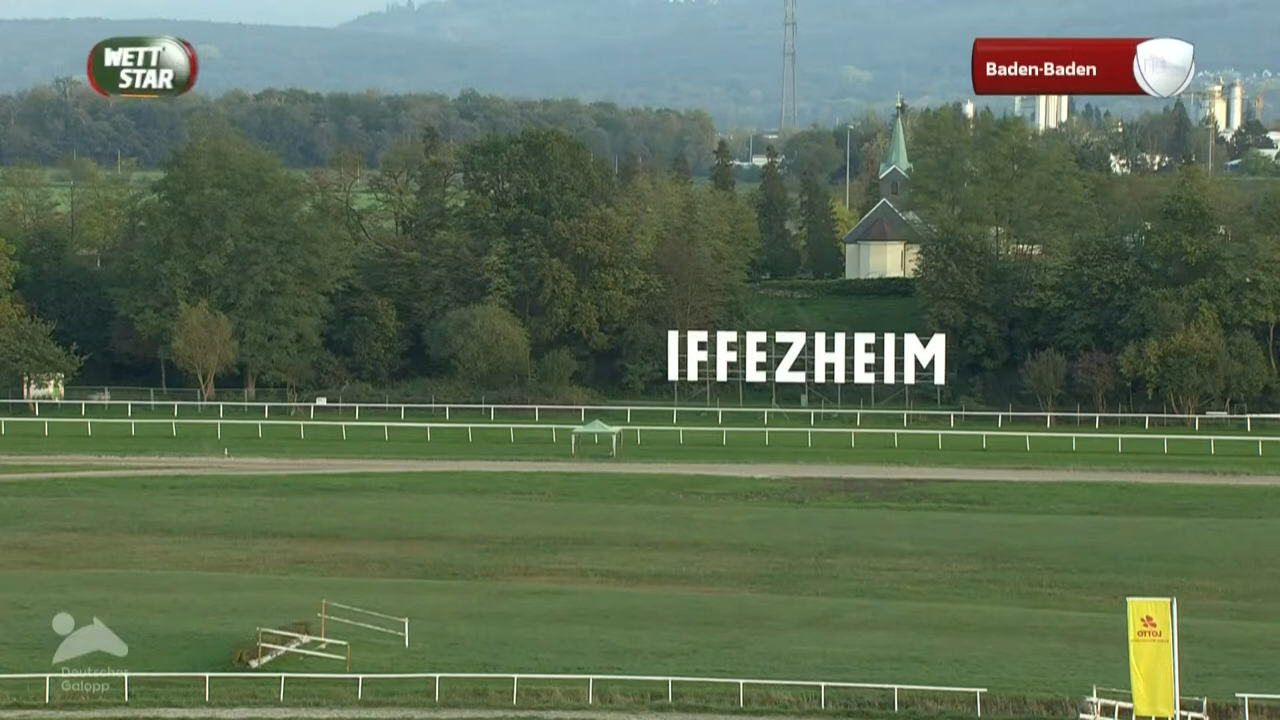 WETT
STAR
Baden-Baden
IFFEZHEIM
LOTTO
Deutscher
Galopp